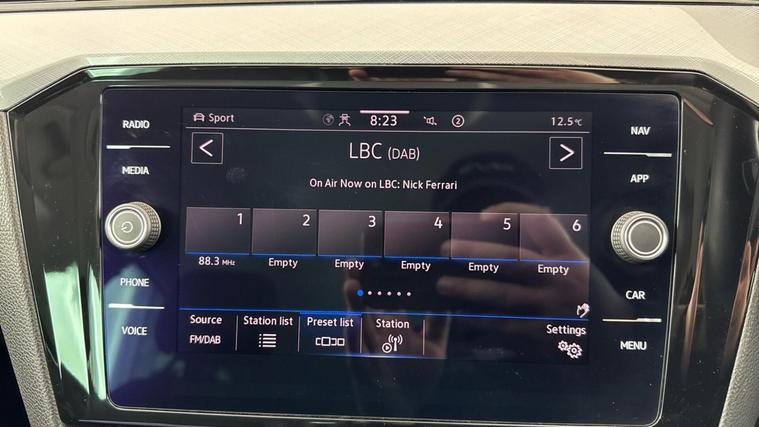 RADIO
MEDIA
PHONE
VOICE
Sport
8:23
2
12.5°C
LBC (DAB)
On Air Now on LBC: Nick Ferrari
1 2 3 4 5 6
88.3 MHz Empty Empty Empty Empty Empty
Source Station list Preset list Station Settings
FM/DAB
NAV
APP
CAR
MENU